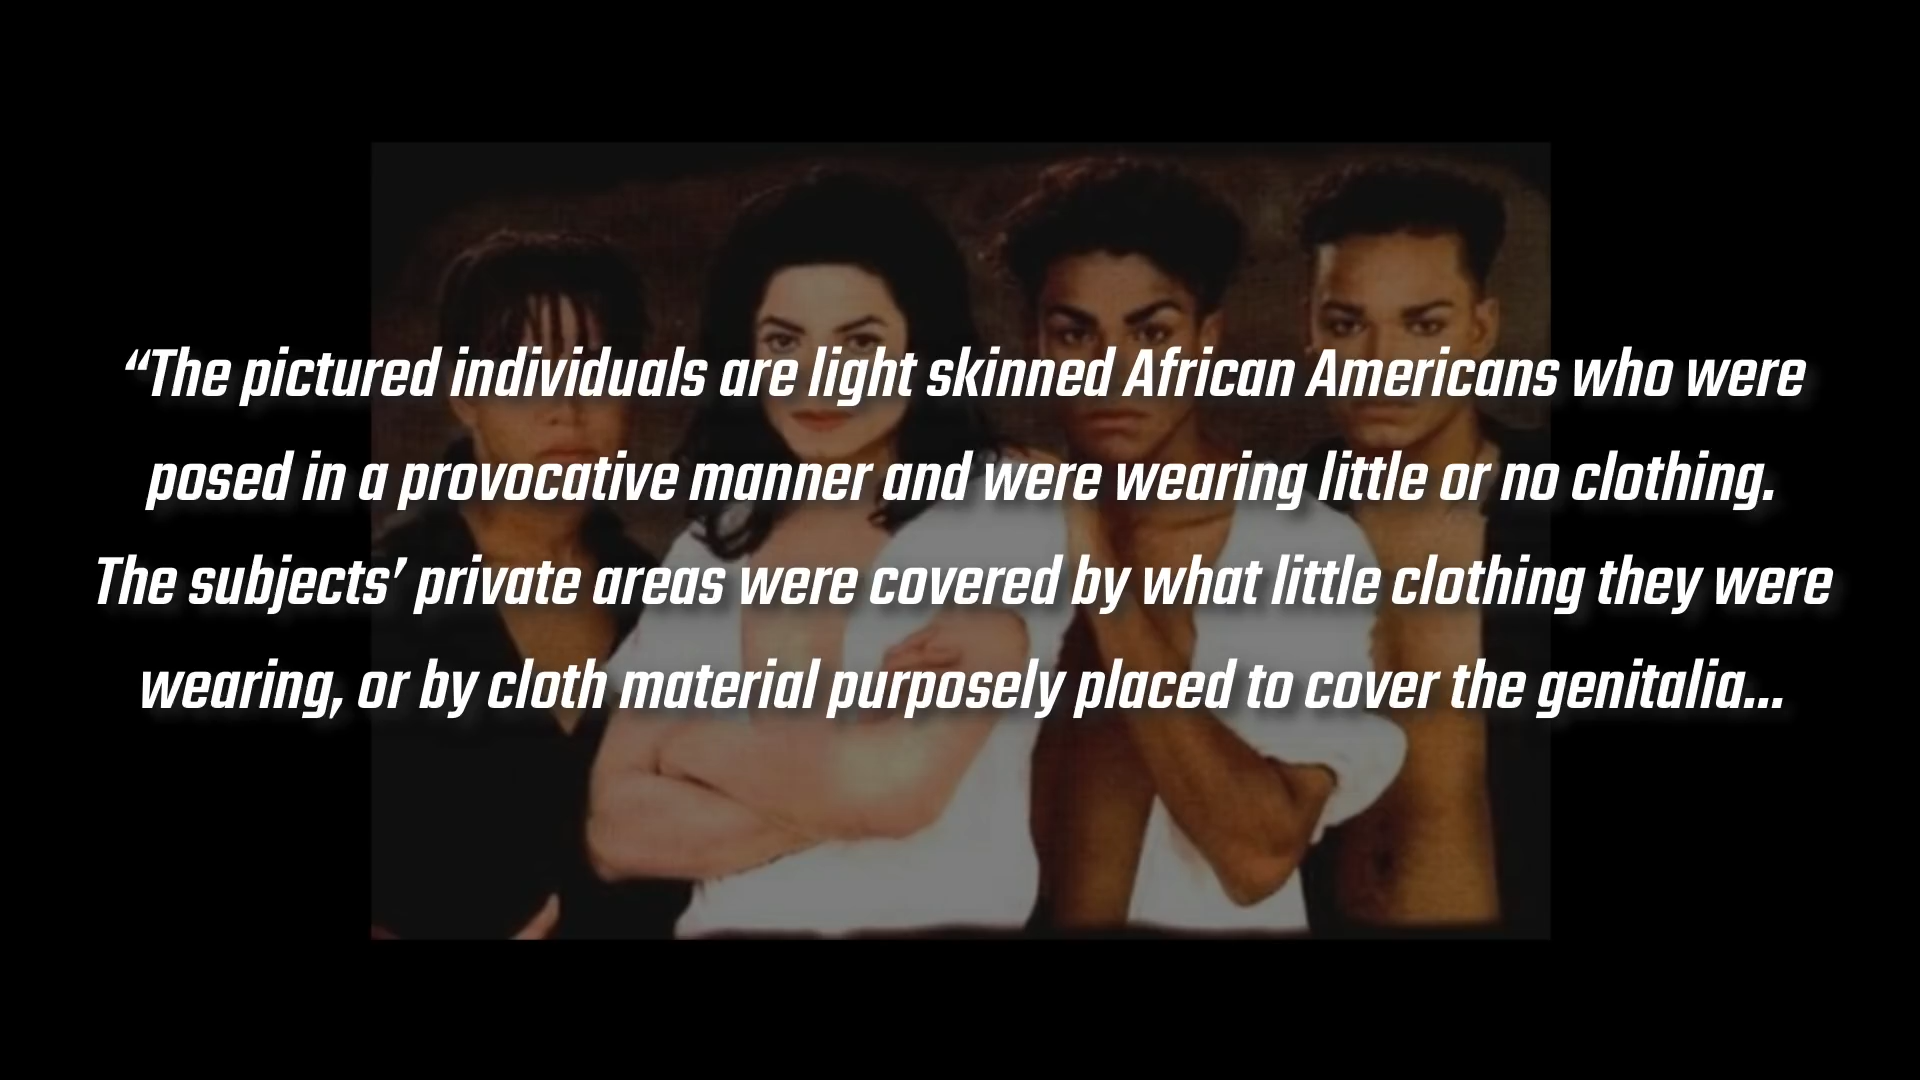 “The pictured individuals are light skinned African Americans who were
posed in a provocative manner and were wearing little or no clothing.
The subjects’ private areas were covered by what little clothing they were
wearing, or by cloth material purposely placed to cover the genitalia...